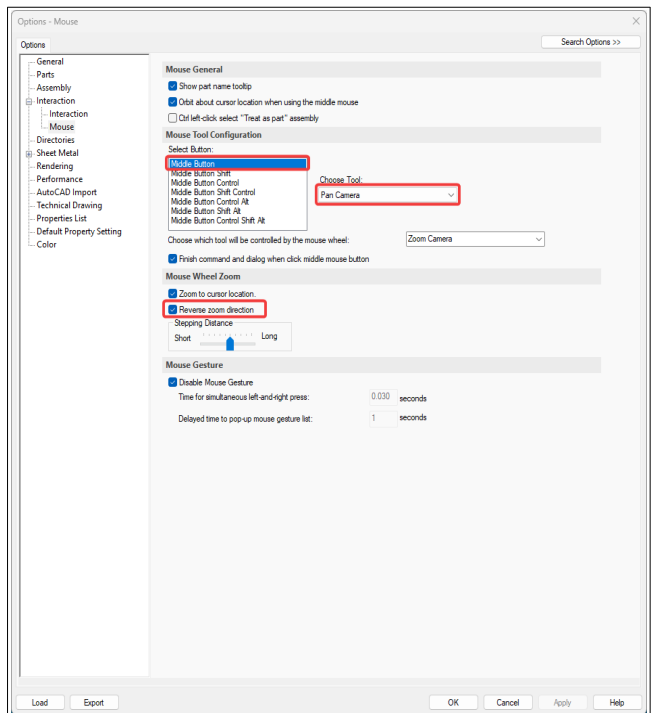 Options - Mouse
Options
Search Options >>
General
Parts
Assembly
Interaction
Interaction
Mouse
Directories
Sheet Metal
Rendering
Performance
AutoCAD Import
Technical Drawing
Properties List
Default Property Setting
Color
Mouse General
Show part name tooltip
Orbit about cursor location when using the middle mouse
Ctrl left-click select "Treat as part" assembly
Mouse Tool Configuration
Select Button:
Middle Button
Middle Button Shift
Middle Button Control
Middle Button Shift Control
Middle Button Control Alt
Middle Button Shift Alt
Middle Button Control Shift Alt
Choose Tool:
Pan Camera
Choose which tool will be controlled by the mouse wheel:
Zoom Camera
Finish command and dialog when click middle mouse button
Mouse Wheel Zoom
Zoom to cursor location.
Reverse zoom direction
Stepping Distance
Short
Long
Mouse Gesture
Disable Mouse Gesture
Time for simultaneous left-and-right press:
0.030
seconds
Delayed time to pop-up mouse gesture list:
1
seconds
Load
Export
OK
Cancel
Apply
Help